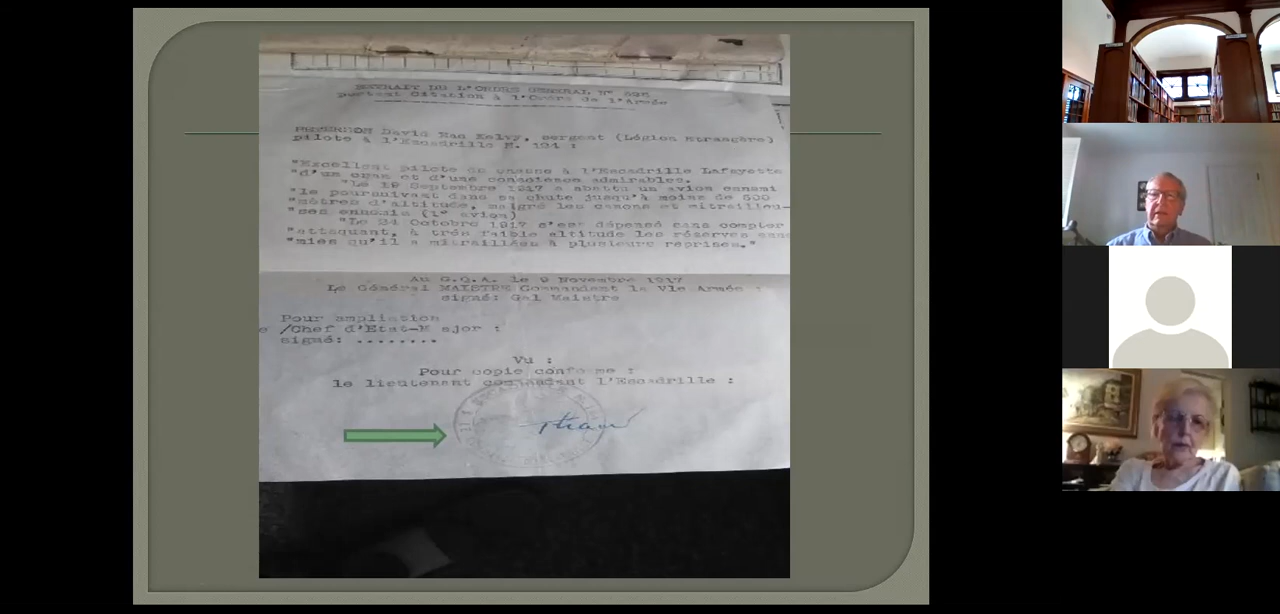 EXTRAIT DU L'ORDRE GENERAL N°
portant Citation à l'Ordre de l'Armée
PETERSON David Mac Kelvy, sergent (Légion Etrangère)
pilote à l'Escadrille N. 124 :
"Excellent pilote de chasse à l'Escadrille Lafayette
"d'un cran et d'une conscience admirables.
"Le 19 Septembre 1917 a abattu un avion ennemi
"le poursuivant dans sa chute jusqu'à moins de 500
"mètres d'altitude, malgré les canons et mitrailleu-
"ses ennemis (1° avion)
"Le 24 Octobre 1917 s'est dépensé sans compter
"attaquant, à très faible altitude les réserves enne
"mies qu'il a mitraillées à plusieurs reprises."
Au G.Q.A. le 9 Novembre 1917
Le Général MAISTRE Commandant la VIe Armée :
signé: Gal Maistre
Pour ampliation
e /Chef d'Etat-M ajor :
signé: ........
Vu :
Pour copie conforme :
le lieutenant commandant l'Escadrille :
Thaw